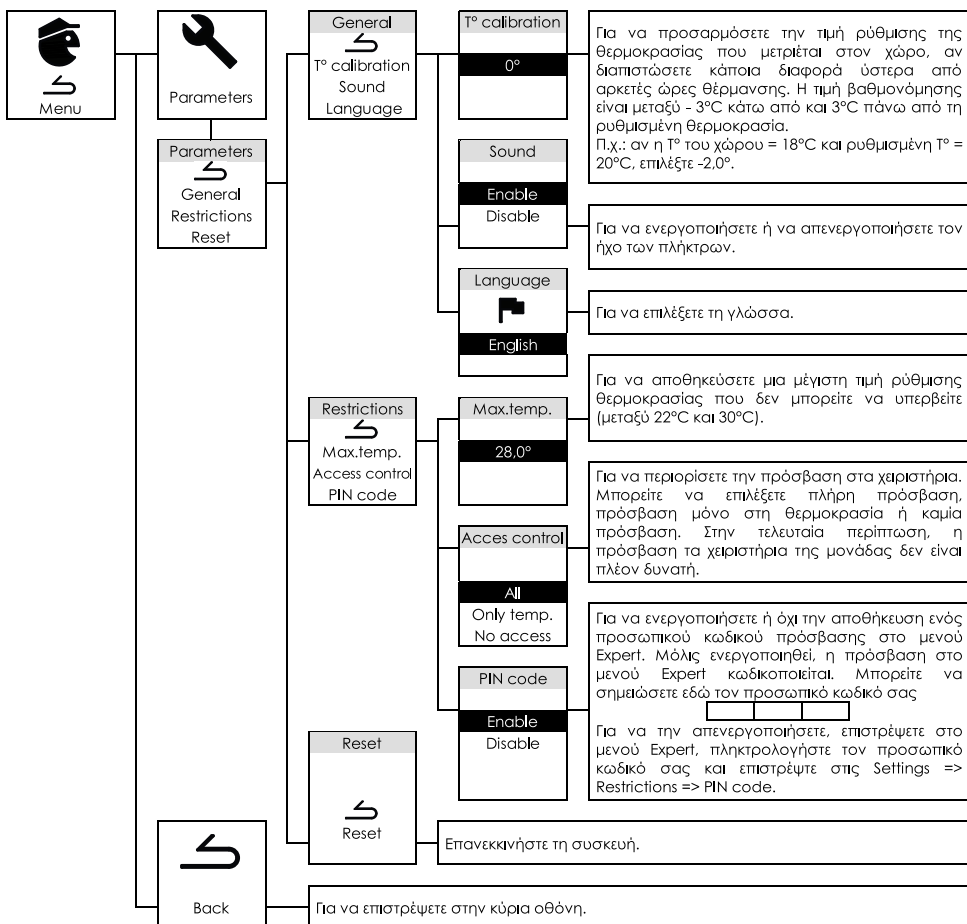 Menu
Parameters
Parameters
General
Restrictions
Reset
General
T° calibration
Sound
Language
T° calibration
0°
Για να προσαρμόσετε την τιμή ρύθμισης της
θερμοκρασίας που μετριέται στον χώρο, αν
διαπιστώσετε κάποια διαφορά ύστερα από
αρκετές ώρες θέρμανσης. Η τιμή βαθμονόμησης
είναι μεταξύ - 3°C κάτω από και 3°C πάνω από τη
ρυθμισμένη θερμοκρασία.
Π.χ.: αν η T° του χώρου = 18°C και ρυθμισμένη T° =
20°C, επιλέξτε -2,0°.
Sound
Enable
Disable
Για να ενεργοποιήσετε ή να απενεργοποιήσετε τον
ήχο των πλήκτρων.
Language
English
Για να επιλέξετε τη γλώσσα.
Restrictions
Max.temp.
Access control
PIN code
Max.temp.
28,0°
Για να αποθηκεύσετε μια μέγιστη τιμή ρύθμισης
θερμοκρασίας που δεν μπορείτε να υπερβείτε
(μεταξύ 22°C και 30°C).
Acces control
All
Only temp.
No access
Για να περιορίσετε την πρόσβαση στα χειριστήρια.
Μπορείτε να επιλέξετε πλήρη πρόσβαση,
πρόσβαση μόνο στη θερμοκρασία ή καμία
πρόσβαση. Στην τελευταία περίπτωση, η
πρόσβαση τα χειριστήρια της μονάδας δεν είναι
πλέον δυνατή.
PIN code
Enable
Disable
Για να ενεργοποιήσετε ή όχι την αποθήκευση ενός
προσωπικού κωδικού πρόσβασης στο μενού
Expert. Μόλις ενεργοποιηθεί, η πρόσβαση στο
μενού Expert κωδικοποιείται. Μπορείτε να
σημειώσετε εδώ τον προσωπικό κωδικό σας
Για να την απενεργοποιήσετε, επιστρέψετε στο
μενού Expert, πληκτρολογήστε τον προσωπικό
κωδικό σας και επιστρέψτε στις Settings =>
Restrictions => PIN code.
Reset
Reset
Επανεκκινήστε τη συσκευή.
Back
Για να επιστρέψετε στην κύρια οθόνη.